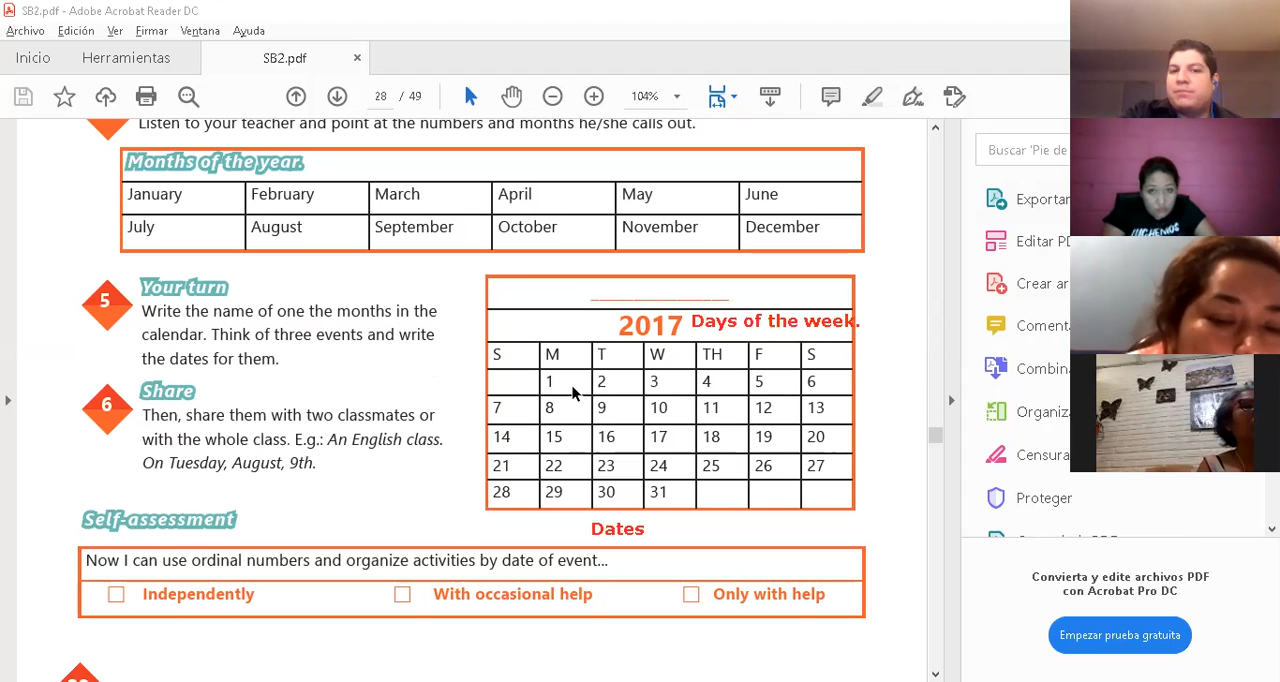 SB2.pdf - Adobe Acrobat Reader DC
Archivo Edición Ver Firmar Ventana Ayuda
Inicio Herramientas SB2.pdf ×
28 / 49 104%
Listen to your teacher and point at the numbers and months he/she calls out.
Months of the year.
January February March April May June
July August September October November December
5 Your turn
Write the name of one the months in the
calendar. Think of three events and write
the dates for them.
6 Share
Then, share them with two classmates or
with the whole class. E.g.: An English class.
On Tuesday, August, 9th.
2017 Days of the week.
S M T W TH F S
1 2 3 4 5 6
7 8 9 10 11 12 13
14 15 16 17 18 19 20
21 22 23 24 25 26 27
28 29 30 31
Dates
Self-assessment
Now I can use ordinal numbers and organize activities by date of event...
Independently With occasional help Only with help
Buscar 'Pie de
Exportar
Editar PD
Crear ar
Coment
Combin
Organiz
Censura
Proteger
Convierta y edite archivos PDF
con Acrobat Pro DC
Empezar prueba gratuita